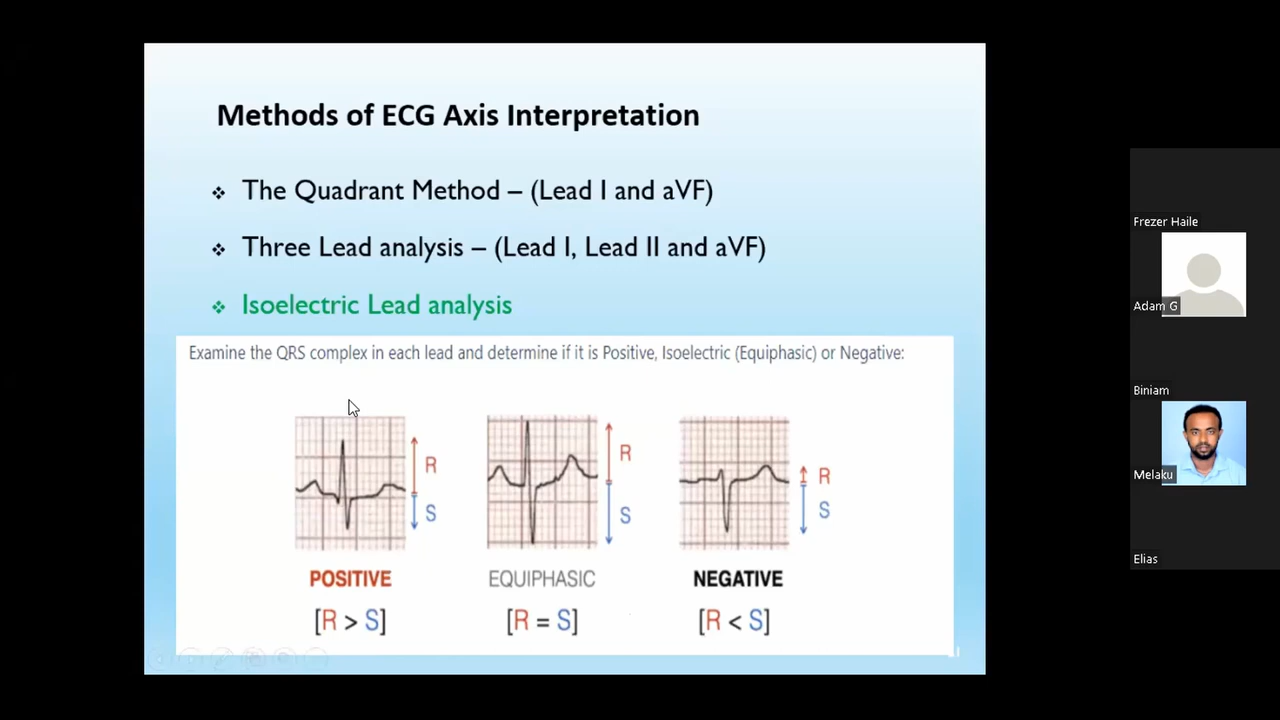 Methods of ECG Axis Interpretation
❖ The Quadrant Method – (Lead I and aVF)
❖ Three Lead analysis – (Lead I, Lead II and aVF)
❖ Isoelectric Lead analysis
Examine the QRS complex in each lead and determine if it is Positive, Isoelectric (Equiphasic) or Negative:
R
S
R
S
R
S
POSITIVE EQUIPHASIC NEGATIVE
[R > S] [R = S] [R < S]
Frezer Haile
Adam G
Biniam
Melaku
Elias